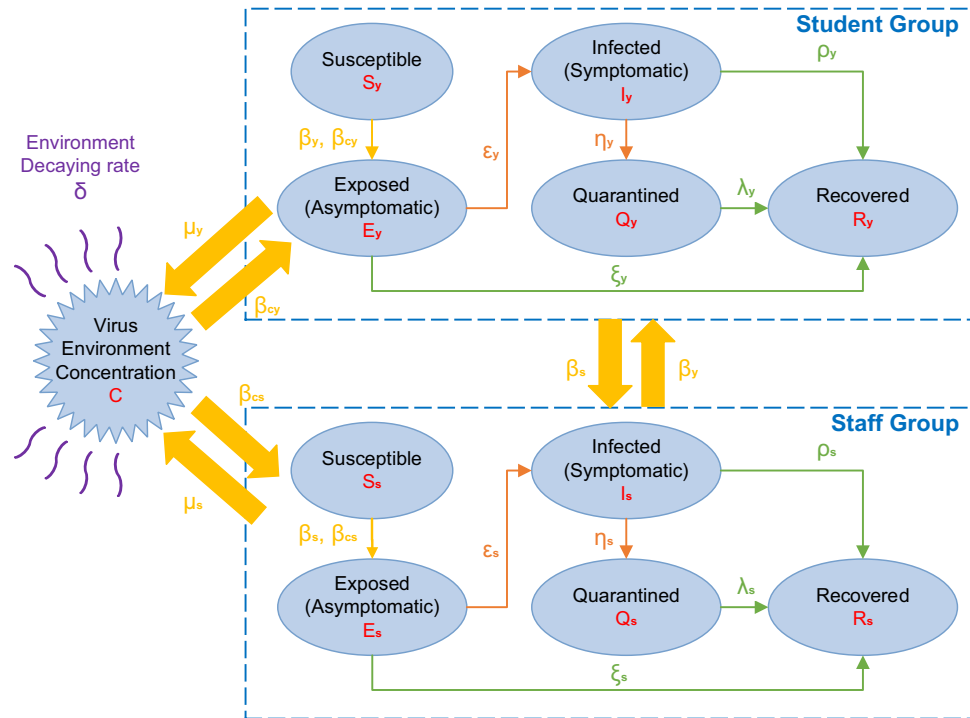 Student Group
Susceptible
Sy
Infected
(Symptomatic)
Iy
ρy
βy, βcy
εy
ηy
Exposed
(Asymptomatic)
Ey
Quarantined
Qy
λy
Recovered
Ry
ξy
Environment
Decaying rate
δ
μy
βcy
Virus
Environment
Concentration
C
βs
βy
βcs
μs
Staff Group
Susceptible
Ss
Infected
(Symptomatic)
Is
ρs
βs, βcs
εs
ηs
Exposed
(Asymptomatic)
Es
Quarantined
Qs
λs
Recovered
Rs
ξs